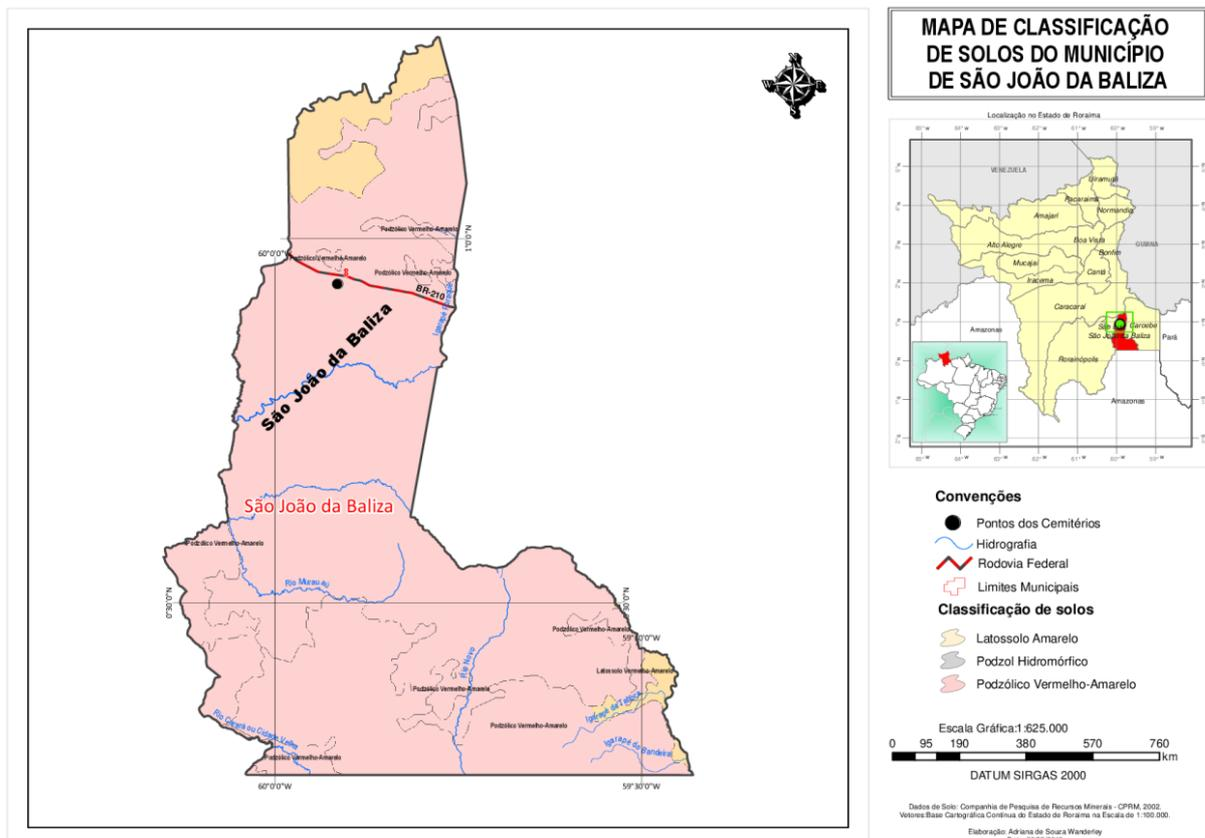 MAPA DE CLASSIFICAÇÃO
DE SOLOS DO MUNICÍPIO
DE SÃO JOÃO DA BALIZA
Localização no Estado de Roraima
VENEZUELA
GUIANA
Uiramutã
Pacaraima
Normandia
Amajari
Alto Alegre
Boa Vista
Bonfim
Mucajaí
Cantá
Iracema
Caracaraí
Caroebe
São João da Baliza
Rorainópolis
Amazonas
Pará
Amazonas
N
S
Podzólico Vermelho-Amarelo
1°0'0"N
60°0'0"W
Podzólico Vermelho-Amarelo
Podzólico Vermelho-Amarelo
BR-210
São João da Baliza
São João da Baliza
Podzólico Vermelho-Amarelo
Rio Murauaú
0°30'0"N
0°30'0"N
Podzólico Vermelho-Amarelo
Rio Novo
Latossolo Vermelho-Amarelo
Podzólico Vermelho-Amarelo
Igarapé da
Podzólico Vermelho-Amarelo
Igarapé do Bandeira
Podzólico Vermelho-Amarelo
60°0'0"W
59°30'0"W
Convenções
Pontos dos Cemitérios
Hidrografia
Rodovia Federal
Limites Municipais
Classificação de solos
Latossolo Amarelo
Podzol Hidromórfico
Podzólico Vermelho-Amarelo
Escala Gráfica:1:625.000
0 95 190 380 570 760
km
DATUM SIRGAS 2000
Dados de Solo: Companhia de Pesquisa de Recursos Minerais - CPRM, 2002.
Vetores:Base Cartográfica Contínua do Estado de Roraima na Escala de 1:100.000.
Elaboração: Adriana de Souza Wanderley